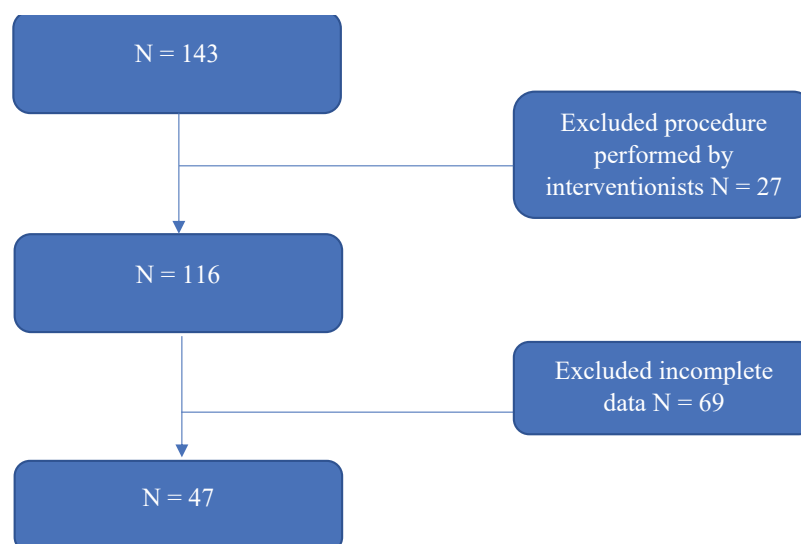 N = 143
Excluded procedure
performed by
interventionists N = 27
N = 116
Excluded incomplete
data N = 69
N = 47